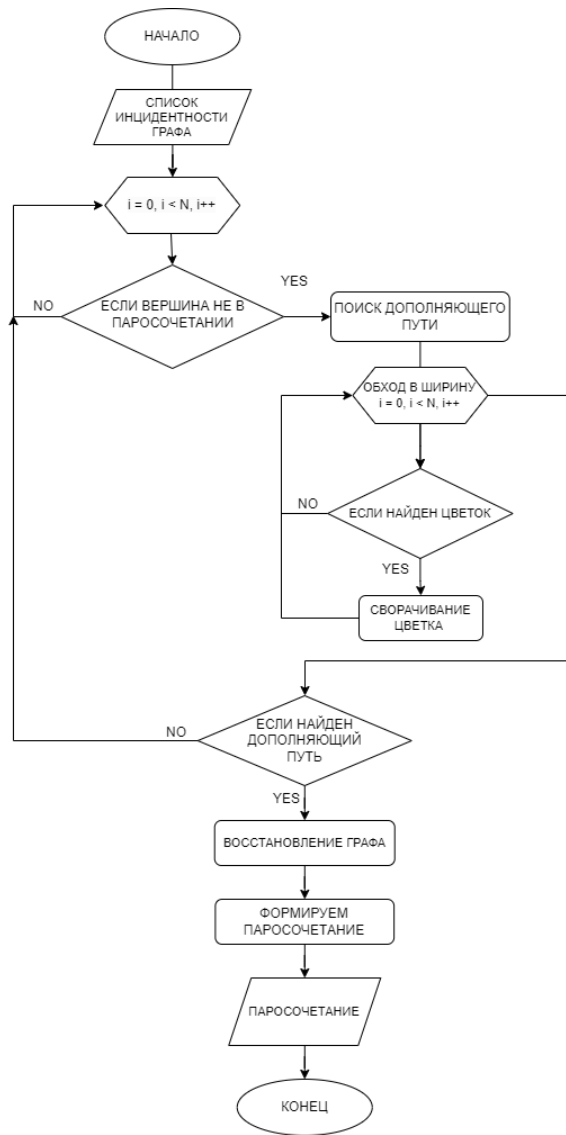 НАЧАЛО
СПИСОК
ИНЦИДЕНТНОСТИ
ГРАФА
i = 0, i < N, i++
ЕСЛИ ВЕРШИНА НЕ В
ПАРОСОЧЕТАНИИ
NO
YES
ПОИСК ДОПОЛНЯЮЩЕГО
ПУТИ
ОБХОД В ШИРИНУ
i = 0, i < N, i++
ЕСЛИ НАЙДЕН ЦВЕТОК
NO
YES
СВОРАЧИВАНИЕ
ЦВЕТКА
ЕСЛИ НАЙДЕН
ДОПОЛНЯЮЩИЙ
ПУТЬ
NO
YES
ВОССТАНОВЛЕНИЕ ГРАФА
ФОРМИРУЕМ
ПАРОСОЧЕТАНИЕ
ПАРОСОЧЕТАНИЕ
КОНЕЦ